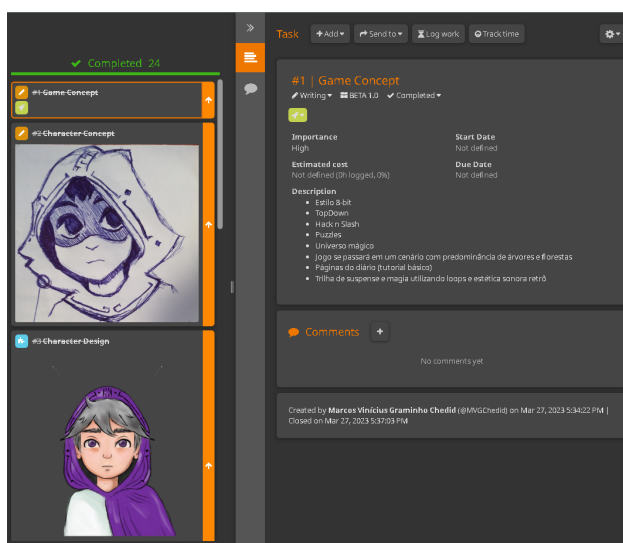 Completed 24
#1 Game Concept
#2 Character Concept
#3 Character Design
Task
Add
Send to
Log work
Track time
#1 | Game Concept
Writing
BETA 1.0
Completed
Importance
High
Start Date
Not defined
Estimated cost
Not defined (0h logged, 0%)
Due Date
Not defined
Description
Estilo 8-bit
TopDown
Hack n Slash
Puzzles
Universo mágico
Jogo se passará em um cenário com predominância de árvores e florestas
Páginas do diário (tutorial básico)
Trilha de suspense e magia utilizando loops e estética sonora retrô
Comments
No comments yet
Created by Marcos Vinícius Graminho Chedid (@MVGChedid) on Mar 27, 2023 5:34:22 PM |
Closed on Mar 27, 2023 5:37:03 PM